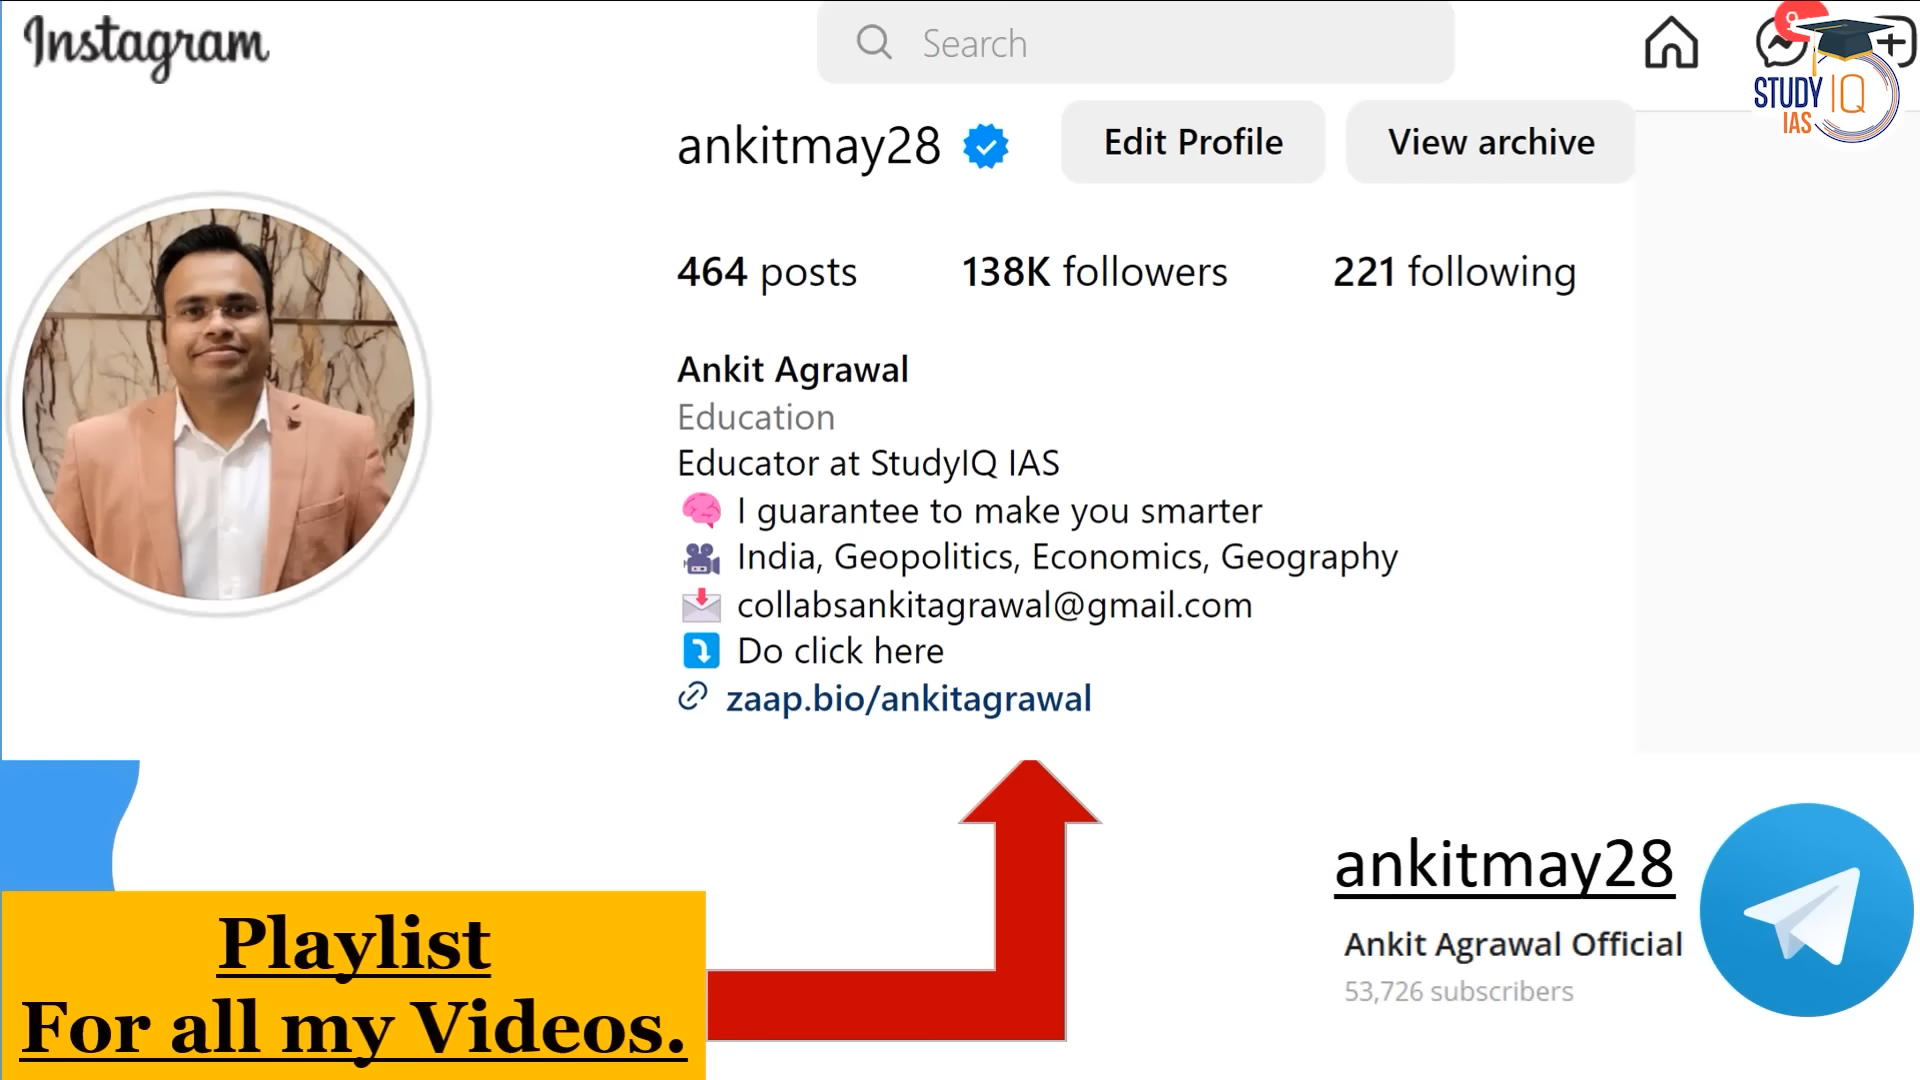 Instagram
Search
9
STUDY IQ
IAS
ankitmay28
Edit Profile
View archive
464 posts
138K followers
221 following
Ankit Agrawal
Education
Educator at StudyIQ IAS
I guarantee to make you smarter
India, Geopolitics, Economics, Geography
collabsankitagrawal@gmail.com
Do click here
zaap.bio/ankitagrawal
Playlist
For all my Videos.
ankitmay28
Ankit Agrawal Official
53,726 subscribers